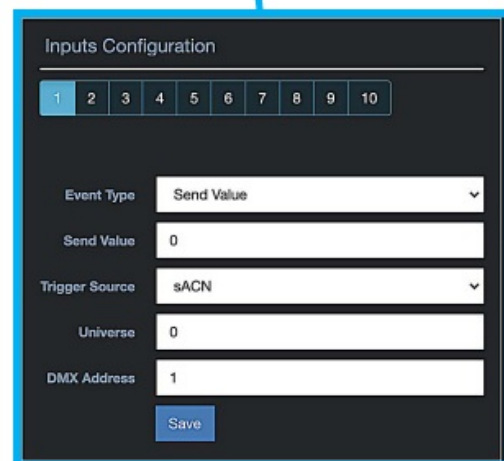 Inputs Configuration
1 2 3 4 5 6 7 8 9 10
Event Type Send Value
Send Value 0
Trigger Source sACN
Universe 0
DMX Address 1
Save